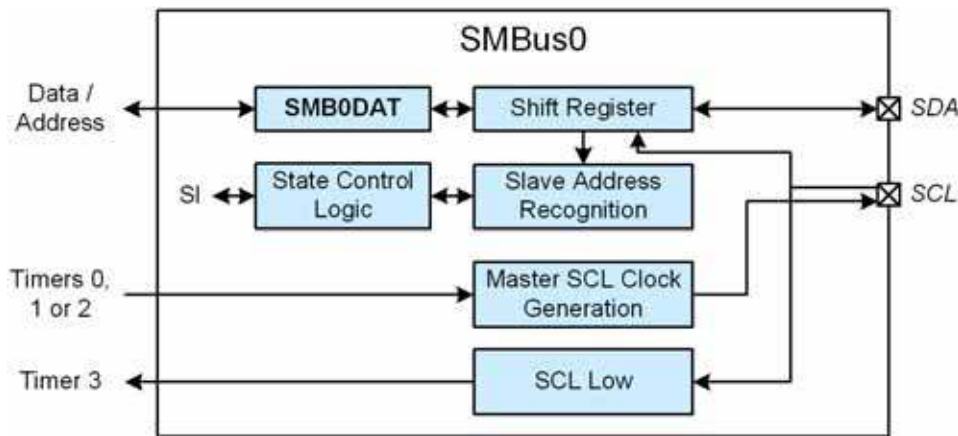 SMBus0
Data /
Address
SMB0DAT
Shift Register
SDA
SI
State Control
Logic
Slave Address
Recognition
SCL
Timers 0,
1 or 2
Master SCL Clock
Generation
Timer 3
SCL Low